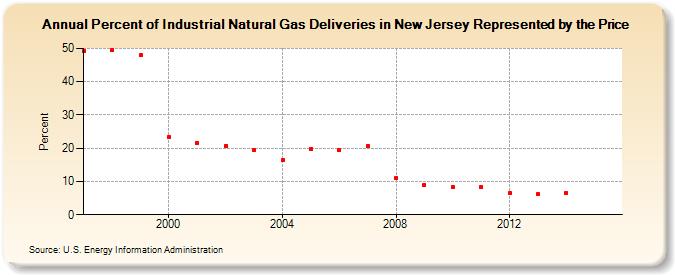 Annual Percent of Industrial Natural Gas Deliveries in New Jersey Represented by the Price
Percent
50
40
30
20
10
0
2000 2004 2008 2012
Source: U.S. Energy Information Administration